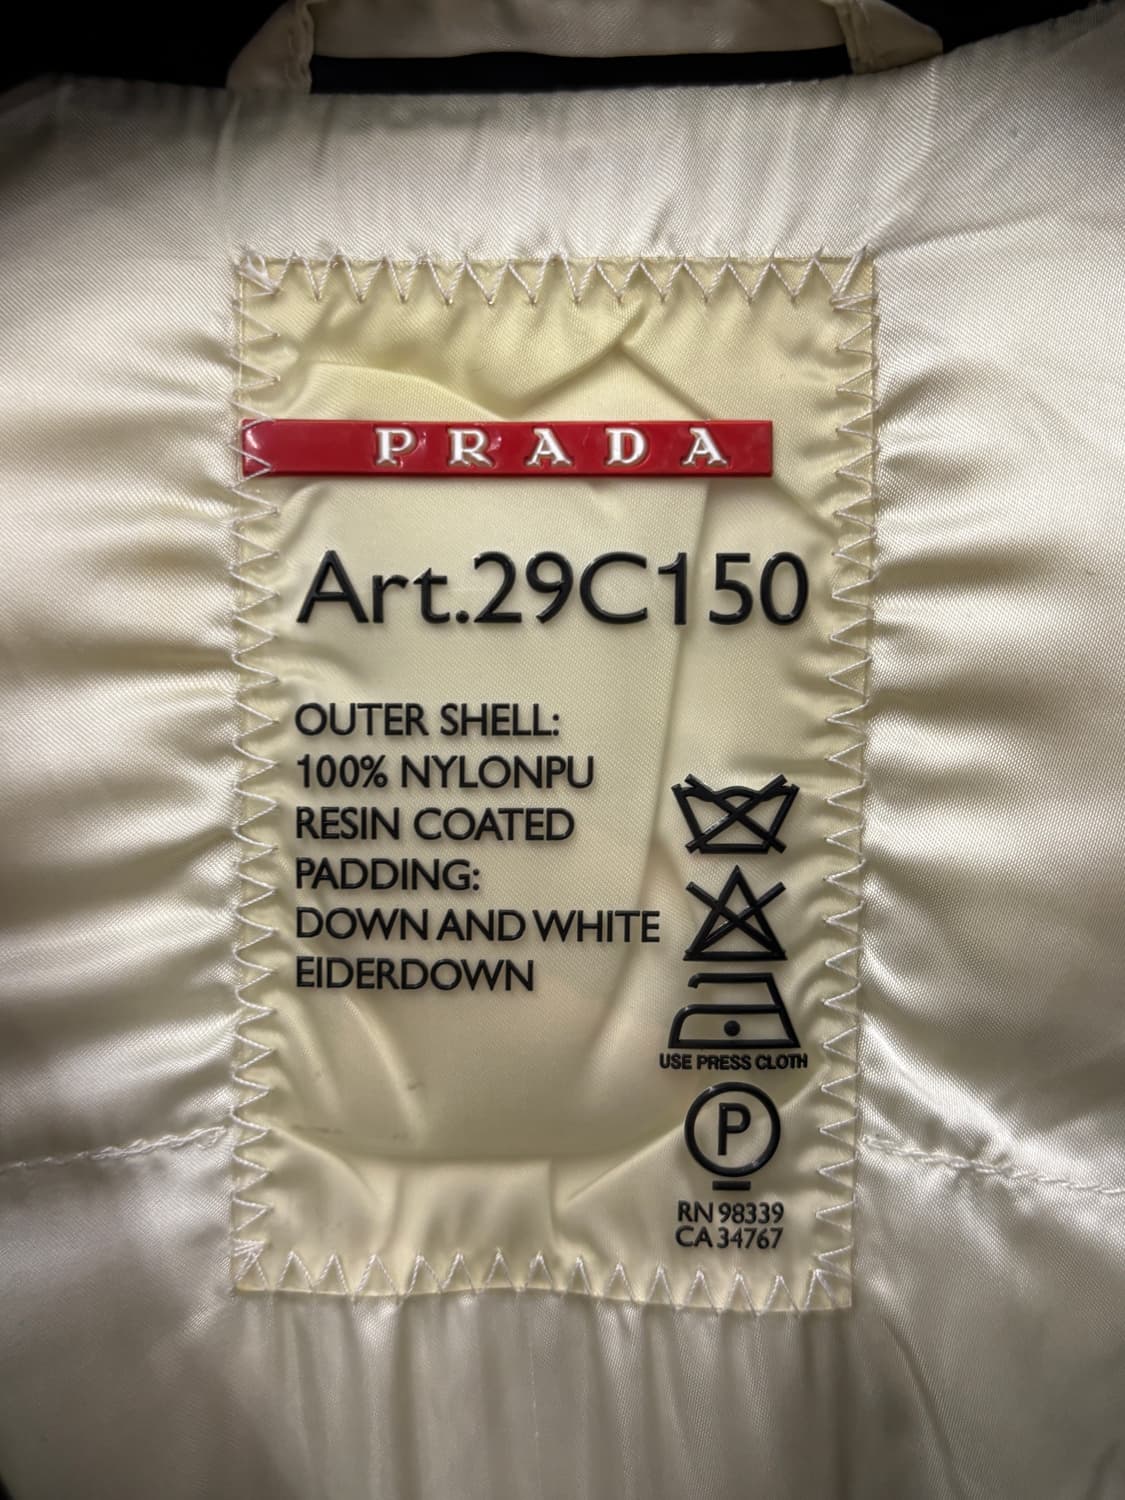 PRADA
Art.29C150
OUTER SHELL:
100% NYLONPU
RESIN COATED
PADDING:
DOWN AND WHITE
EIDERDOWN
USE PRESS CLOTH
P
RN 98339
CA 34767